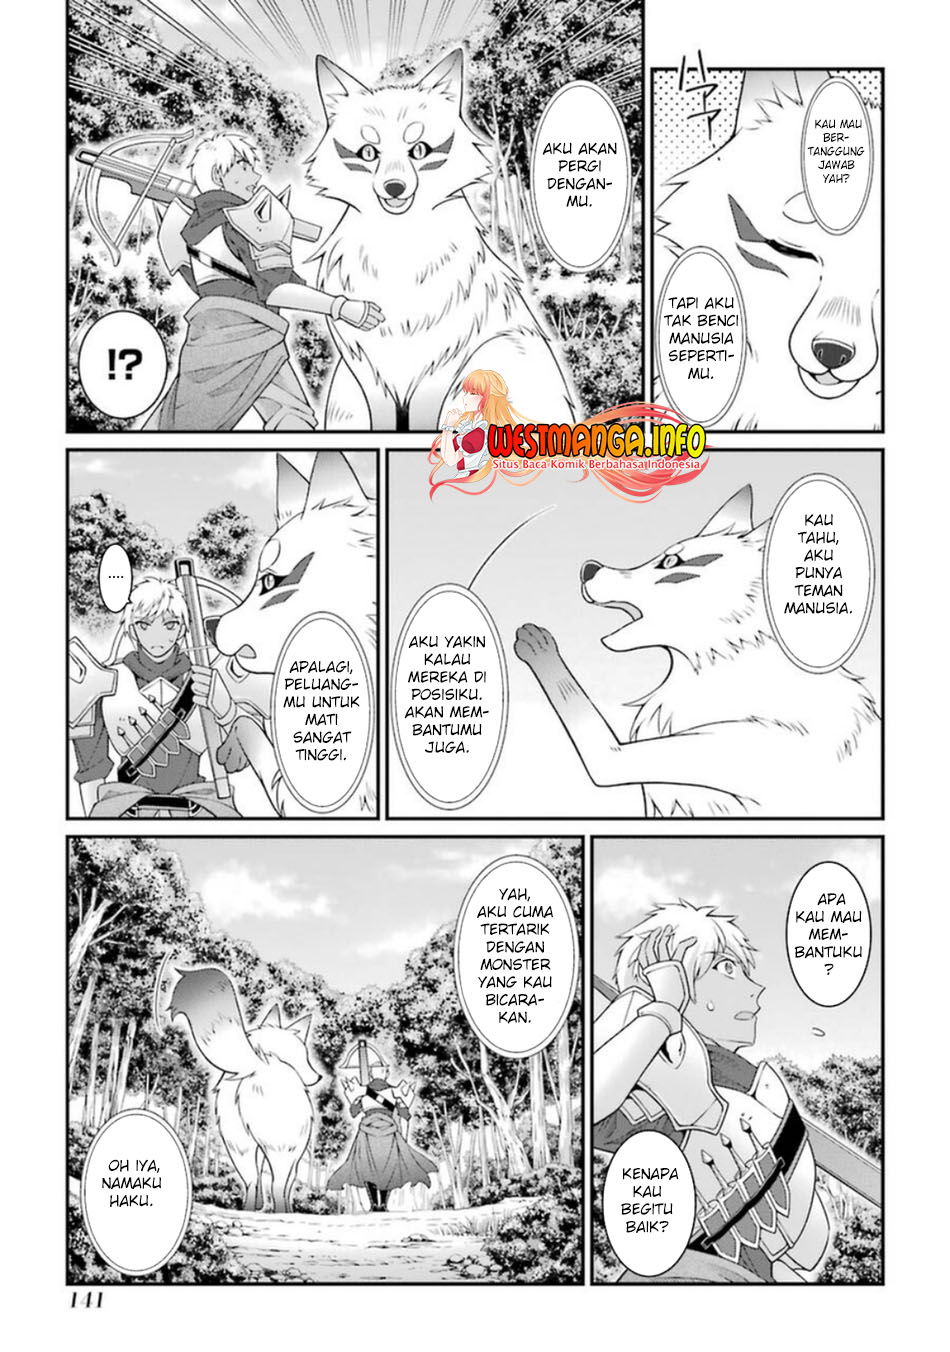 KAU MAU
BER-
TANGGUNG
JAWAB
YAH?
TAPI AKU
TAK BENCI
MANUSIA
SEPERTI-
MU.
AKU AKAN
PERGI
DENGAN-
MU.
!?
WESTMANGA.INFO
Situs Baca Komik Berbahasa Indonesia
KAU
TAHU,
AKU
PUNYA
TEMAN
MANUSIA.
AKU YAKIN
KALAU
MEREKA DI
POSISIKU.
AKAN MEM-
BANTUMU
JUGA.
APALAGI,
PELUANG-
MU UNTUK
MATI
SANGAT
TINGGI.
....
APA
KAU MAU
MEM-
BANTUKU
?
KENAPA
KAU
BEGITU
BAIK?
YAH,
AKU CUMA
TERTARIK
DENGAN
MONSTER
YANG KAU
BICARA-
KAN.
OH IYA,
NAMAKU
HAKU.
141